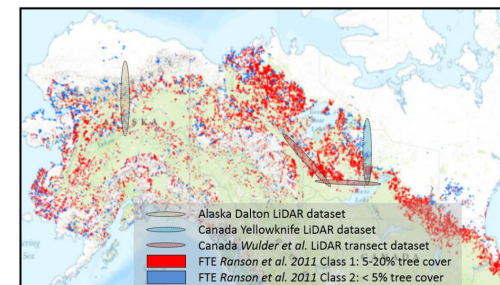 SKA
Alaska Dalton LiDAR dataset
Canada Yellowknife LiDAR dataset
Canada Wulder et al. LiDAR transect dataset
FTE Ranson et al. 2011 Class 1: 5-20% tree cover
FTE Ranson et al. 2011 Class 2: < 5% tree cover